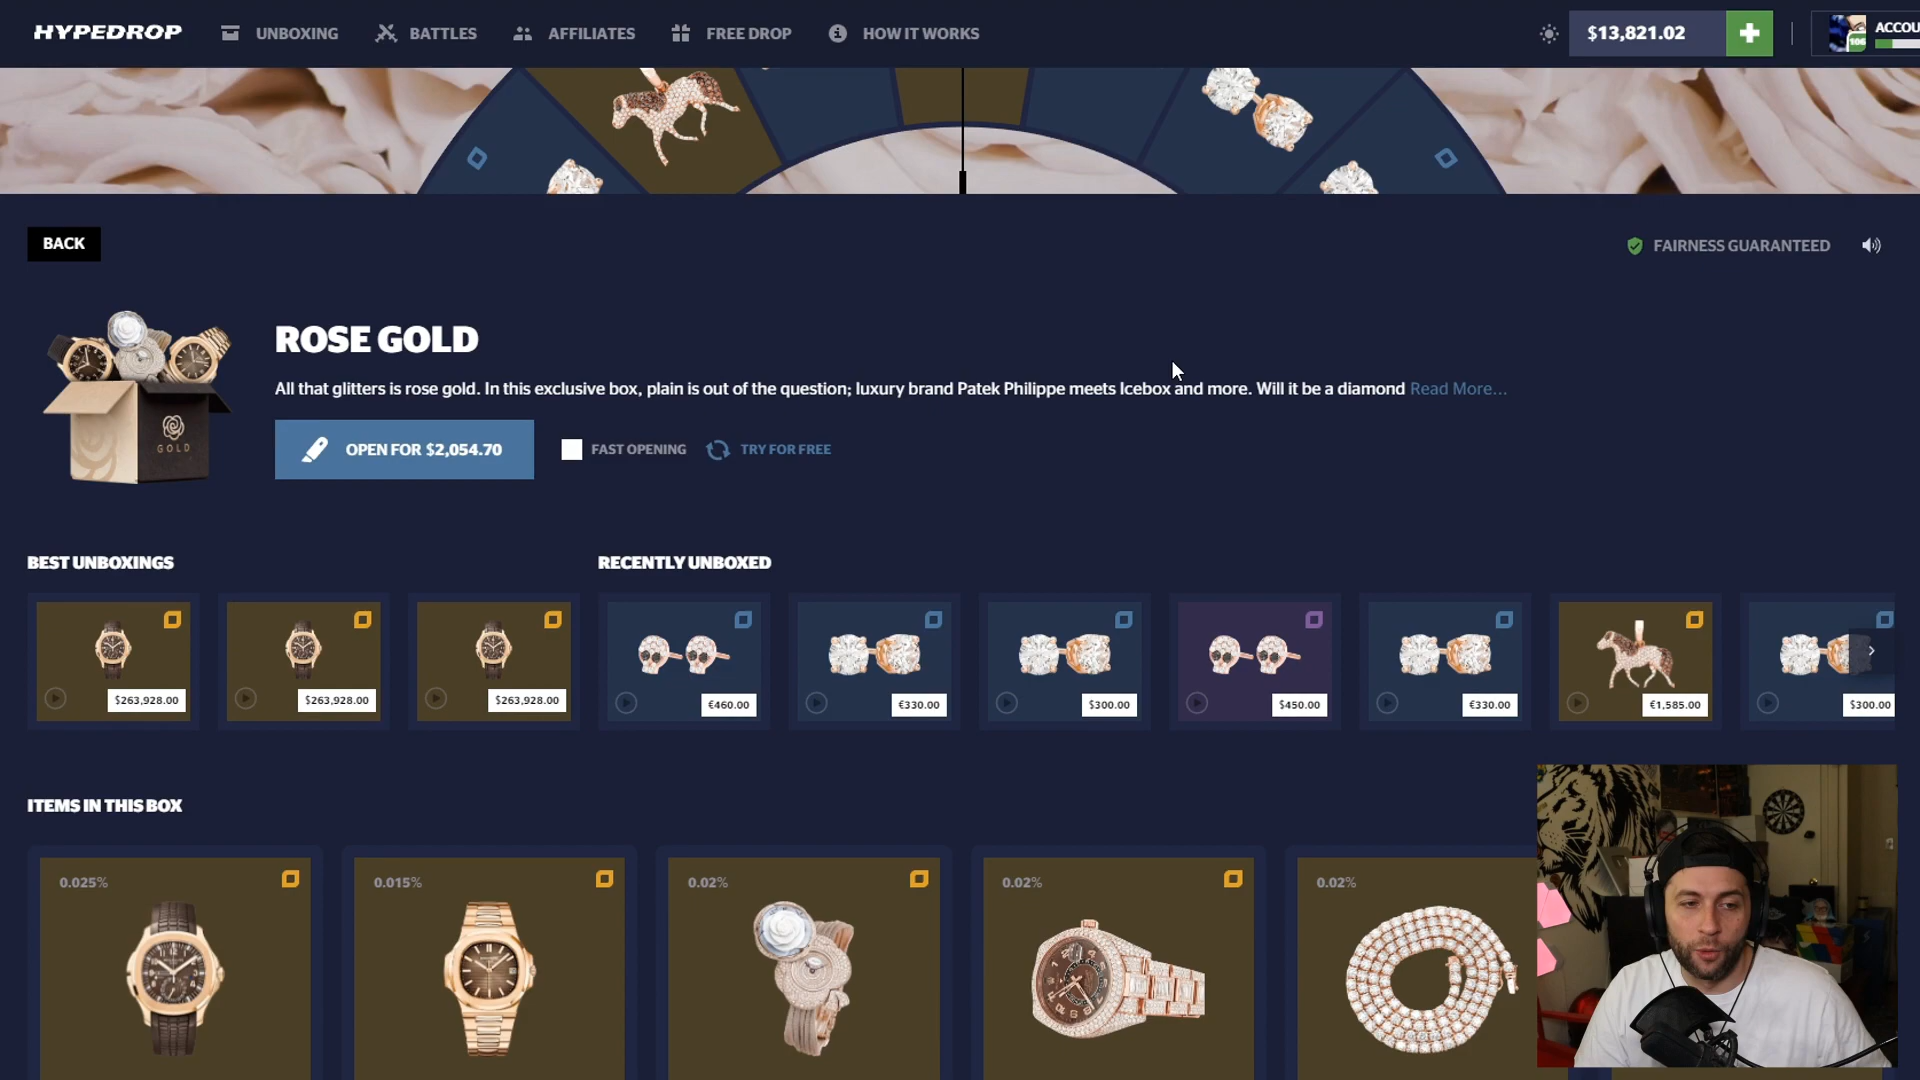 HYPEDROP
UNBOXING
BATTLES
AFFILIATES
FREE DROP
HOW IT WORKS
$13,821.02
106
ACCOU
BACK
FAIRNESS GUARANTEED
ROSE GOLD
All that glitters is rose gold. In this exclusive box, plain is out of the question; luxury brand Patek Philippe meets Icebox and more. Will it be a diamond Read More...
GOLD
OPEN FOR $2,054.70
FAST OPENING
TRY FOR FREE
BEST UNBOXINGS
RECENTLY UNBOXED
$263,928.00
$263,928.00
$263,928.00
€460.00
€330.00
$300.00
$450.00
€330.00
€1,585.00
$300.00
ITEMS IN THIS BOX
0.025%
0.015%
0.02%
0.02%
0.02%